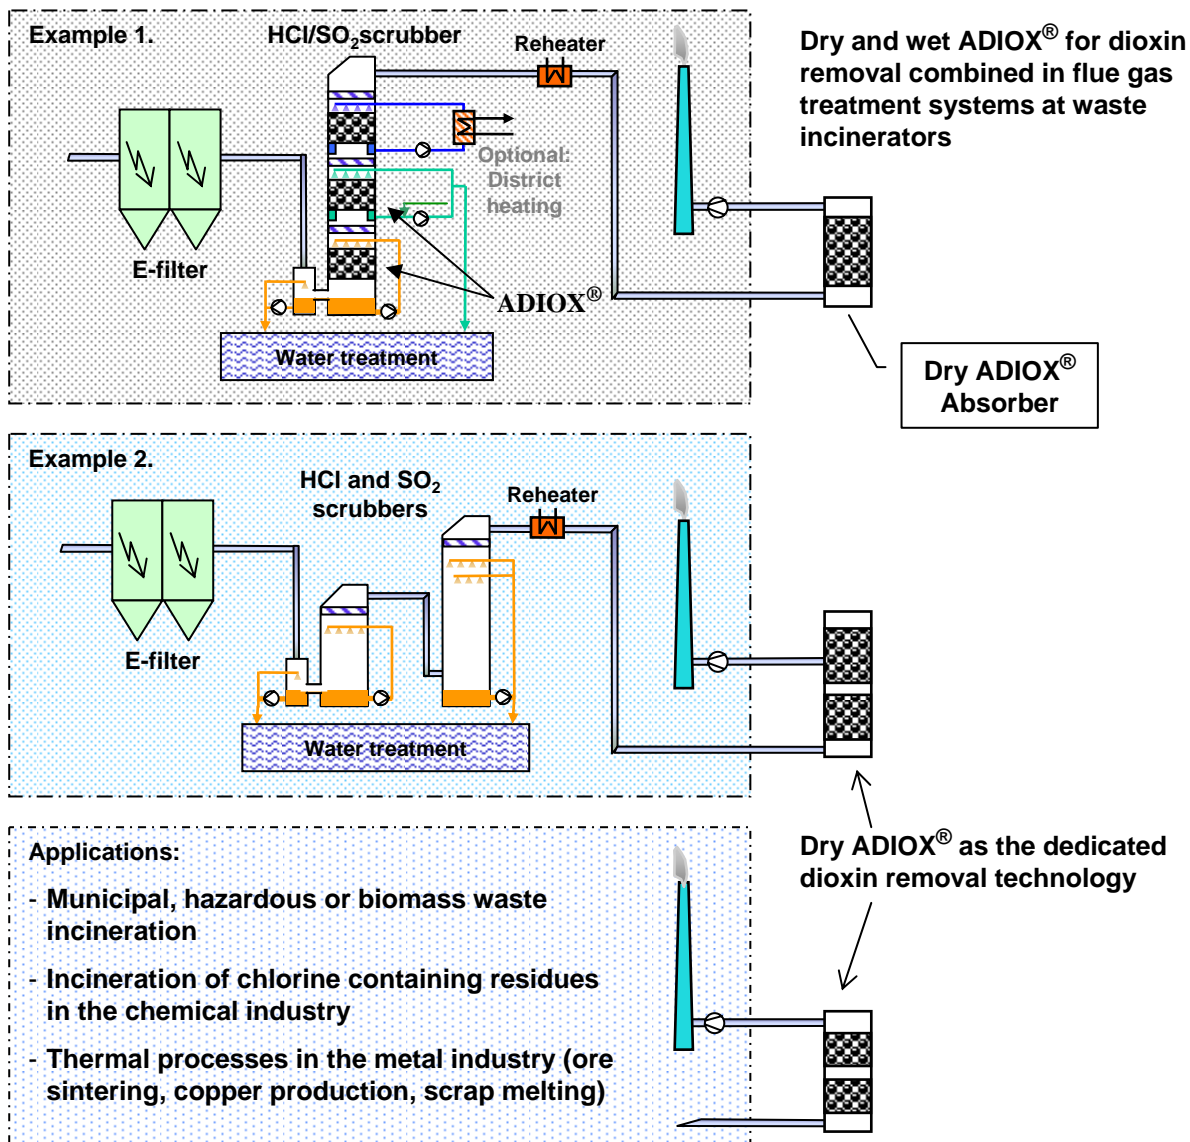 Example 1.
HCl/SO2scrubber
Reheater
Dry and wet ADIOX® for dioxin
removal combined in flue gas
treatment systems at waste
incinerators
Optional:
District
heating
E-filter
ADIOX®
Water treatment
Dry ADIOX®
Absorber
Example 2.
HCl and SO2
scrubbers
Reheater
E-filter
Water treatment
Dry ADIOX® as the dedicated
dioxin removal technology
Applications:
- Municipal, hazardous or biomass waste
incineration
- Incineration of chlorine containing residues
in the chemical industry
- Thermal processes in the metal industry (ore
sintering, copper production, scrap melting)